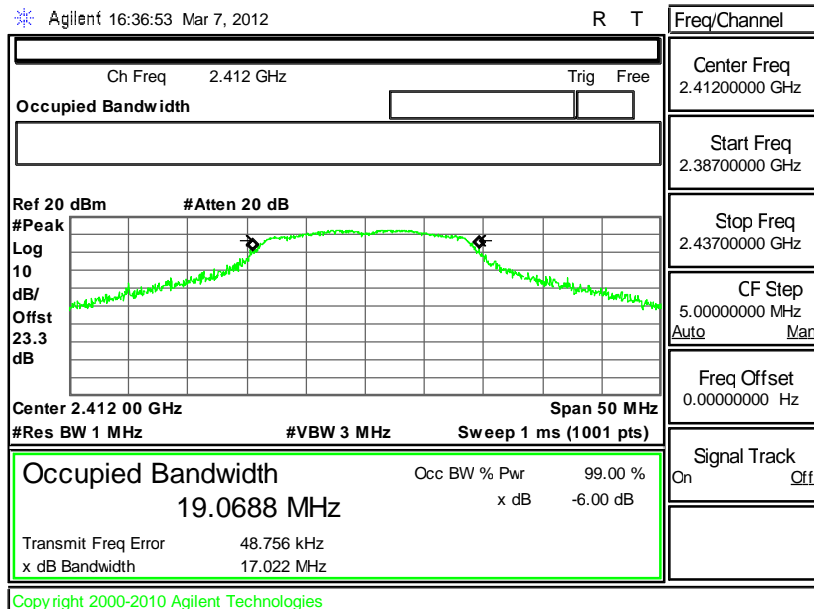 Agilent 16:36:53 Mar 7, 2012 R T
Ch Freq 2.412 GHz Trig Free
Occupied Bandwidth
Ref 20 dBm #Atten 20 dB
#Peak
Log
10
dB/
Offst
23.3
dB
Center 2.412 00 GHz Span 50 MHz
#Res BW 1 MHz #VBW 3 MHz Sweep 1 ms (1001 pts)
Occupied Bandwidth
19.0688 MHz
Occ BW % Pwr 99.00 %
x dB -6.00 dB
Transmit Freq Error 48.756 kHz
x dB Bandwidth 17.022 MHz
Copyright 2000-2010 Agilent Technologies
Freq/Channel
Center Freq
2.41200000 GHz
Start Freq
2.38700000 GHz
Stop Freq
2.43700000 GHz
CF Step
5.00000000 MHz
Auto Man
Freq Offset
0.00000000 Hz
Signal Track
On Off